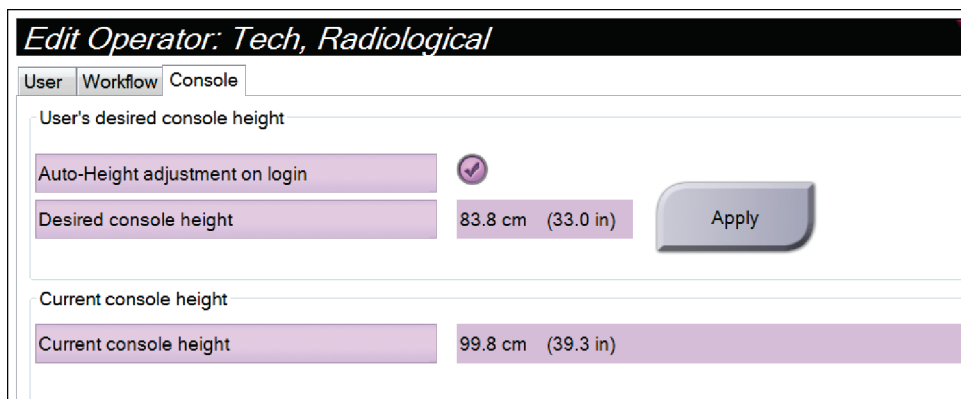 Edit Operator: Tech, Radiological
User Workflow Console
User's desired console height
Auto-Height adjustment on login
Desired console height 83.8 cm (33.0 in) Apply
Current console height
Current console height 99.8 cm (39.3 in)